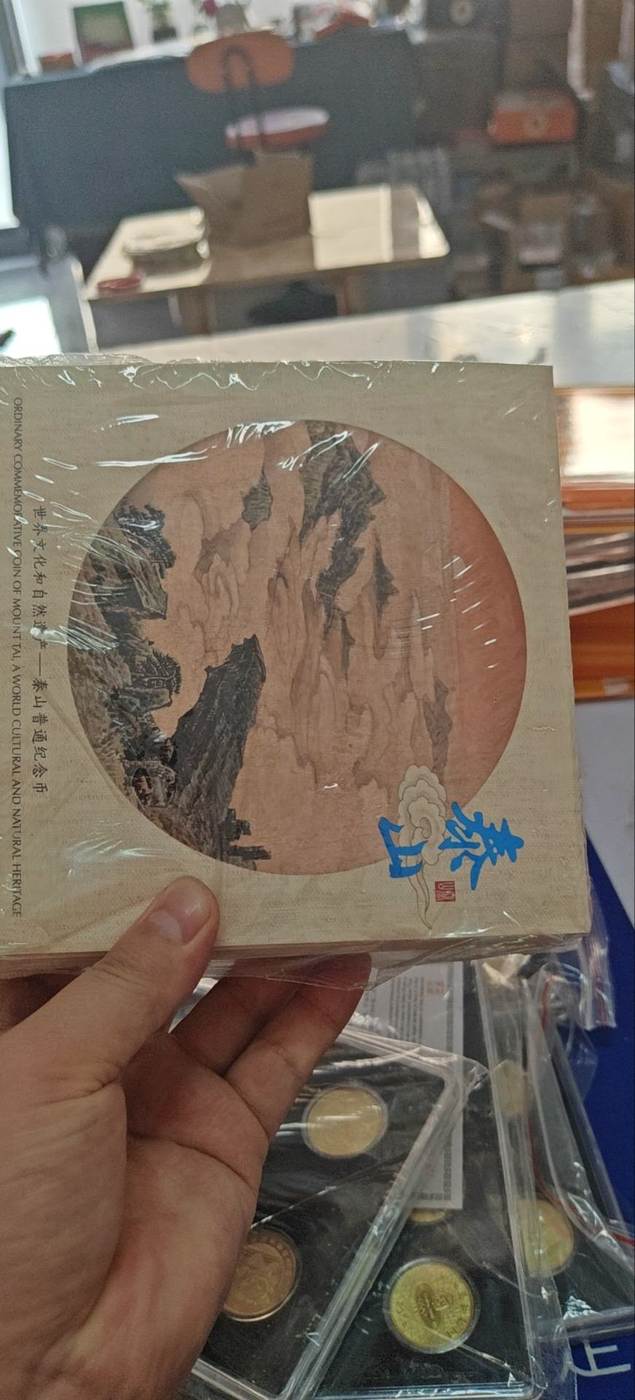 泰山
世界文化和自然遗产——泰山普通纪念币
ORDINARY COMMEMORATIVE COIN OF MOUNT TAI, A WORLD CULTURAL AND NATURAL HERITAGE